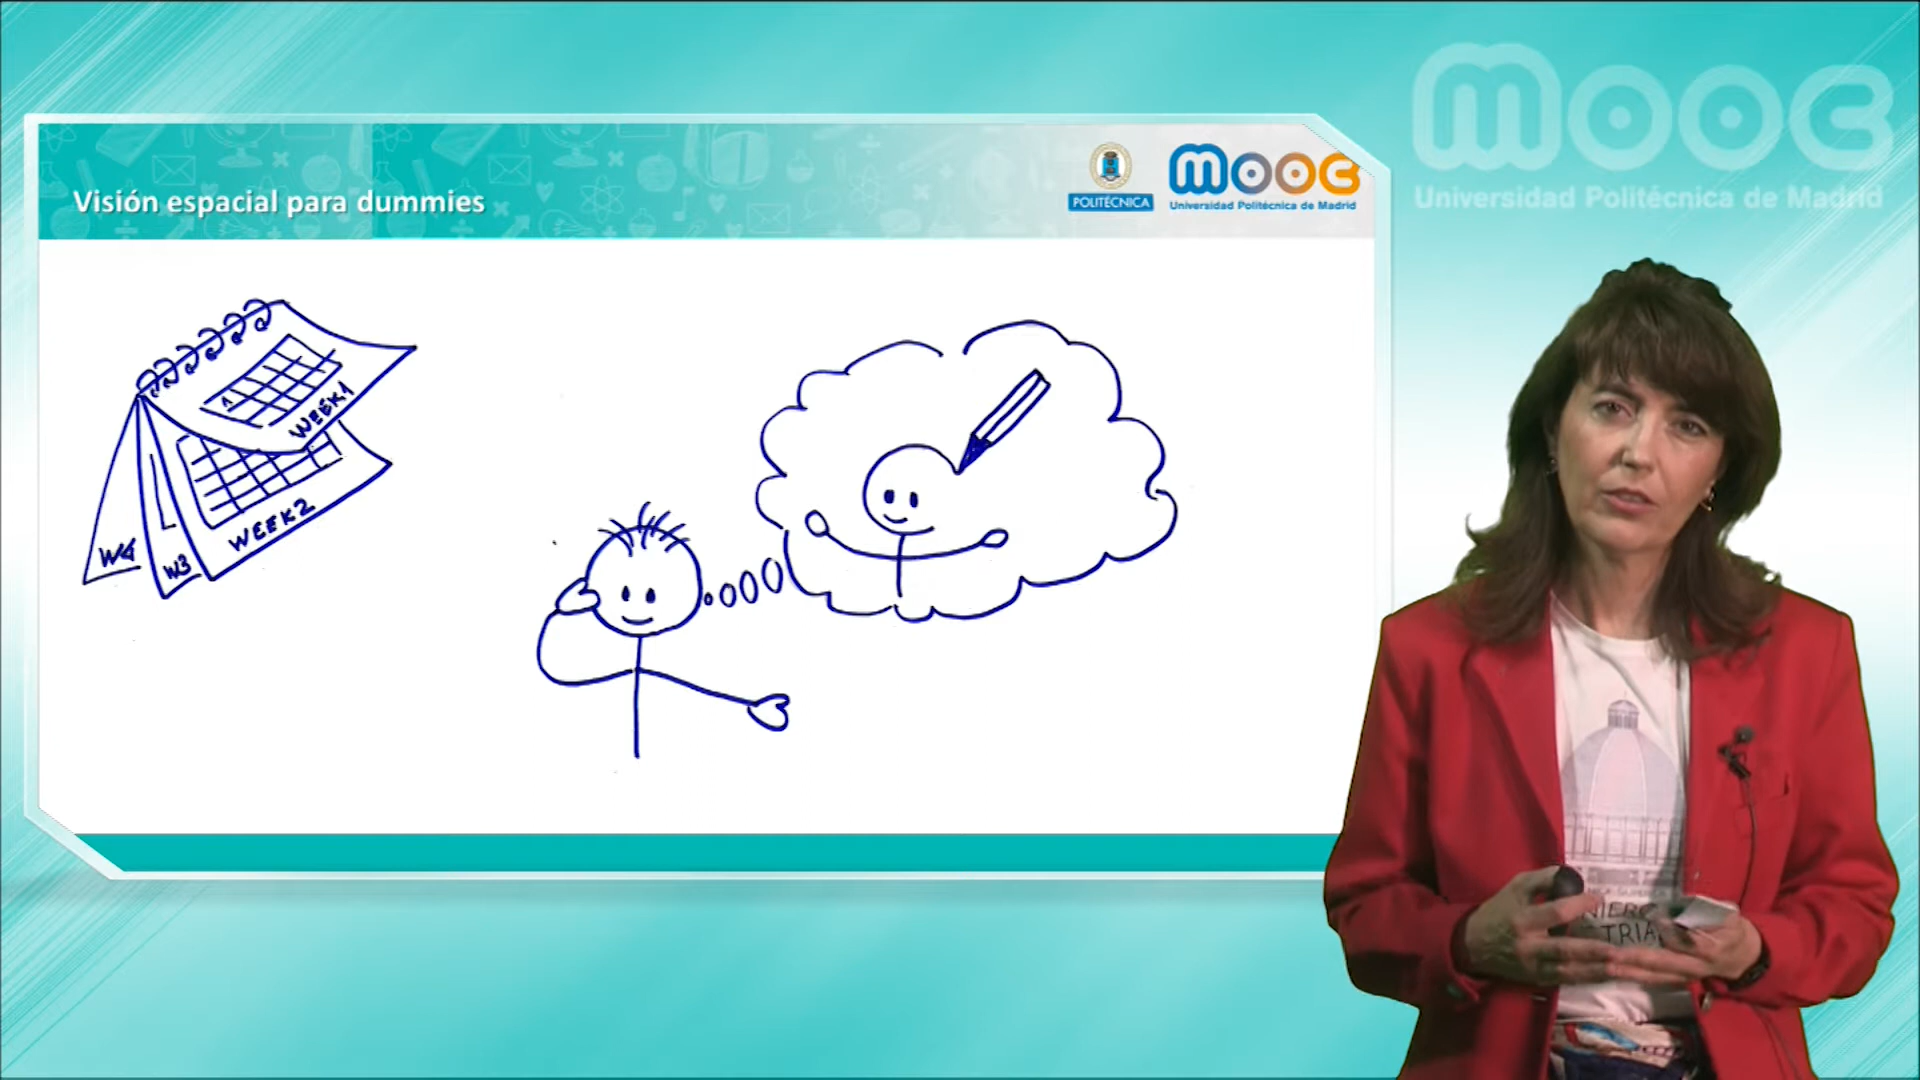 mooc
Universidad Politécnica de Madrid
Visión espacial para dummies
POLITÉCNICA
mooc
Universidad Politécnica de Madrid
1
WEEK1
WEEK2
W3
W4